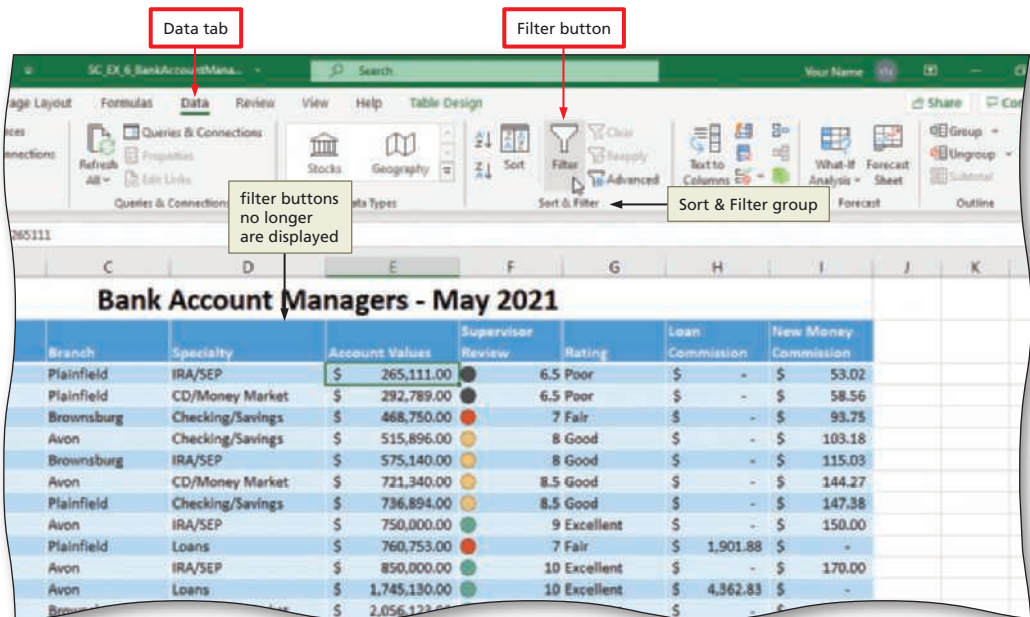 Data tab
Filter button
SC_EX_6_BankAccountMana...
Search
Your Name
age Layout Formulas Data Review View Help Table Design
Share
Queries & Connections
Properties
Edit Links
Refresh All
Stocks
Geography
Sort
Filter
Clear
Reapply
Advanced
Text to Columns
What-If Analysis
Forecast Sheet
Group
Ungroup
Subtotal
Queries & Connections
ata Types
Sort & Filter
Forecast
Outline
filter buttons
no longer
are displayed
Sort & Filter group
265111
C D E F G H I J K
Bank Account Managers - May 2021
Branch Specialty Account Values Supervisor Review Rating Loan Commission New Money Commission
Plainfield IRA/SEP $ 265,111.00 6.5 Poor $ - $ 53.02
Plainfield CD/Money Market $ 292,789.00 6.5 Poor $ - $ 58.56
Brownsburg Checking/Savings $ 468,750.00 7 Fair $ - $ 93.75
Avon Checking/Savings $ 515,896.00 8 Good $ - $ 103.18
Brownsburg IRA/SEP $ 575,140.00 8 Good $ - $ 115.03
Avon CD/Money Market $ 721,340.00 8.5 Good $ - $ 144.27
Plainfield Checking/Savings $ 736,894.00 8.5 Good $ - $ 147.38
Avon IRA/SEP $ 750,000.00 9 Excellent $ - $ 150.00
Plainfield Loans $ 760,753.00 7 Fair $ 1,901.88 $ -
Avon IRA/SEP $ 850,000.00 10 Excellent $ - $ 170.00
Avon Loans $ 1,745,130.00 10 Excellent $ 4,362.83 $ -
$ 2,056,123.00 $ - $